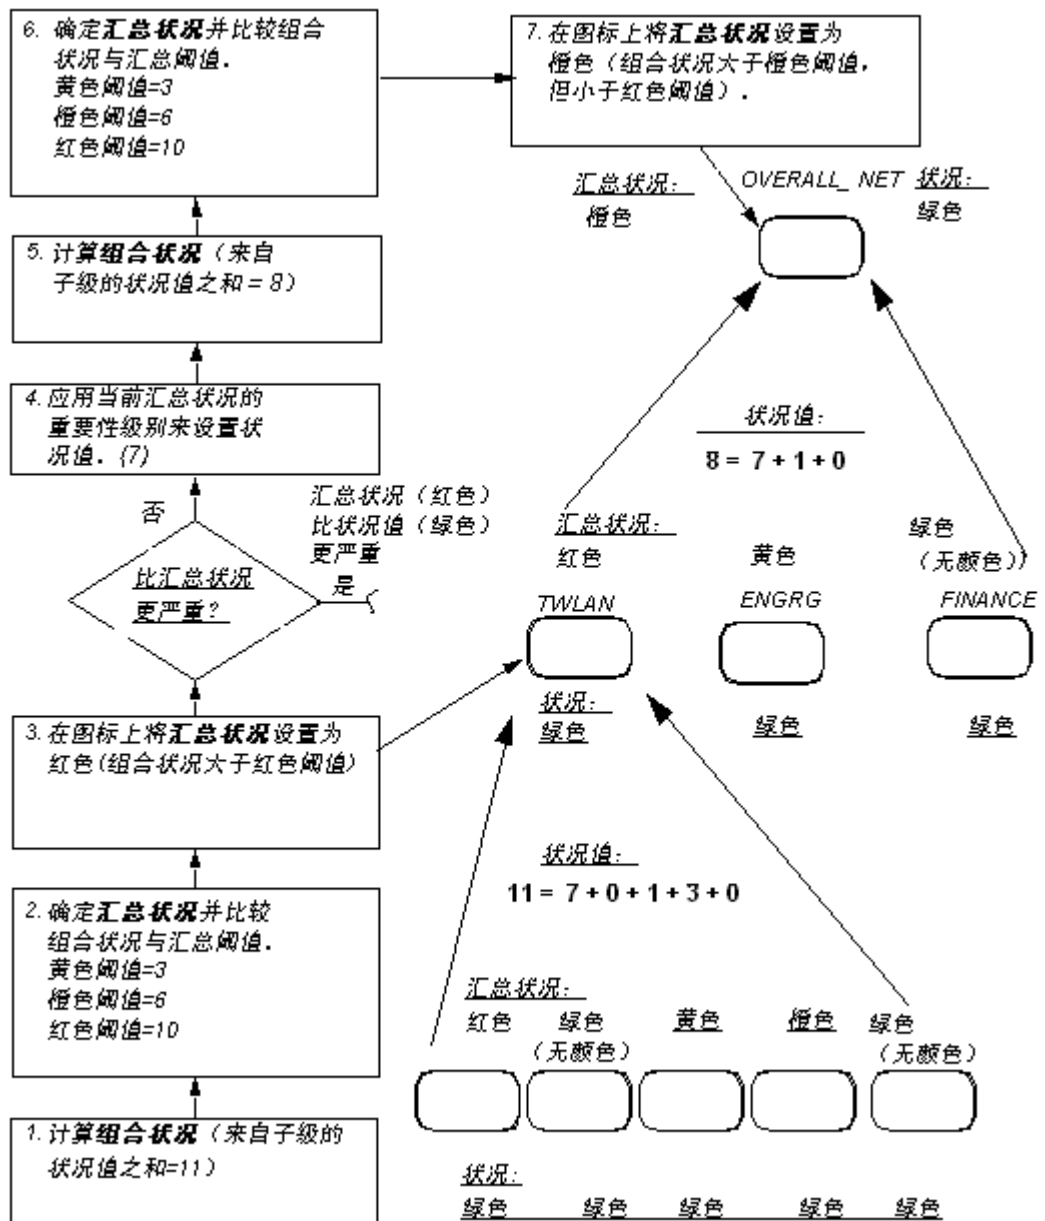 6. 确定汇总状况并比较组合
状况与汇总阈值.
黄色阈值=3
橙色阈值=6
红色阈值=10
7. 在图标上将汇总状况设置为
橙色（组合状况大于橙色阈值，
但小于红色阈值）.
汇总状况：
橙色
OVERALL_NET
状况：
绿色
5. 计算组合状况（来自
子级的状况值之和 = 8）
4. 应用当前汇总状况的
重要性级别来设置状
况值. (7)
状况值：
8 = 7 + 1 + 0
否
汇总状况（红色）
比状况值（绿色）
更严重
是
比汇总状况
更严重？
汇总状况：
红色
黄色
绿色
（无颜色））
TWLAN
ENGRG
FINANCE
状况：
绿色
绿色
绿色
3. 在图标上将汇总状况设置为
红色(组合状况大于红色阈值)
状况值：
11 = 7 + 0 + 1 + 3 + 0
2. 确定汇总状况并比较
组合状况与汇总阈值.
黄色阈值=3
橙色阈值=6
红色阈值=10
汇总状况：
红色 绿色 黄色 橙色 绿色
（无颜色） （无颜色）
1. 计算组合状况（来自子级的
状况值之和=11）
状况：
绿色 绿色 绿色 绿色 绿色